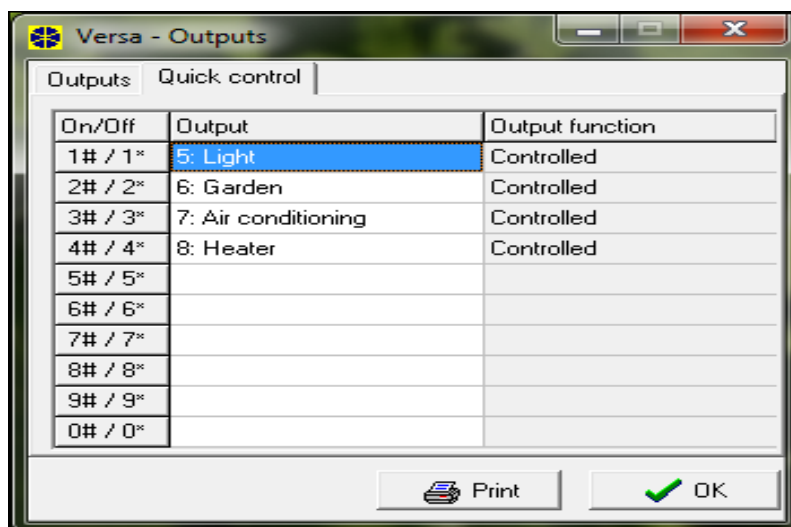 Versa - Outputs
Outputs Quick control
On/Off Output Output function
1# / 1* 5: Light Controlled
2# / 2* 6: Garden Controlled
3# / 3* 7: Air conditioning Controlled
4# / 4* 8: Heater Controlled
5# / 5*
6# / 6*
7# / 7*
8# / 8*
9# / 9*
0# / 0*
Print OK